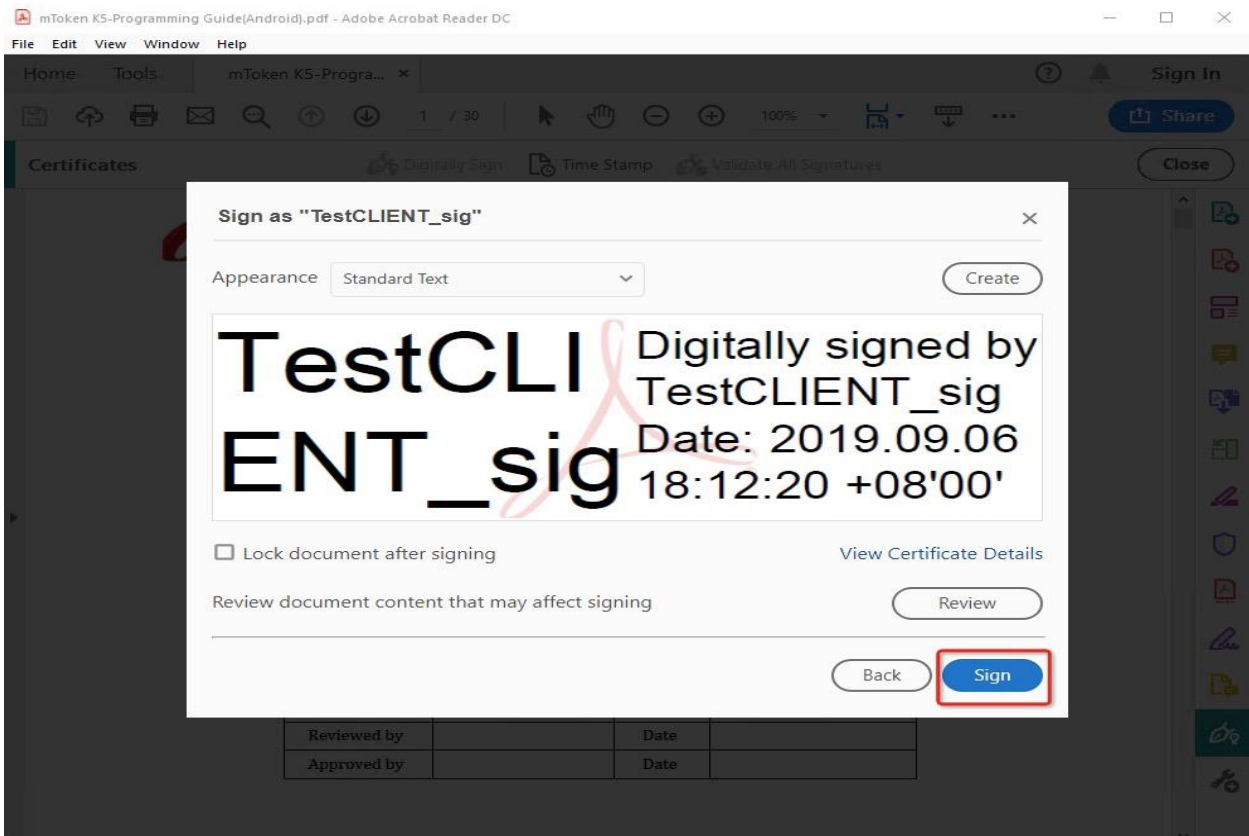 mToken K5-Programming Guide(Android).pdf - Adobe Acrobat Reader DC
File Edit View Window Help
Home Tools mToken K5-Progra... × Sign In
1 / 30 100% Share
Certificates Digitally Sign Time Stamp Validate All Signatures Close
Sign as "TestCLIENT_sig"
Appearance Standard Text Create
TestCLI
ENT_sig
Digitally signed by
TestCLIENT_sig
Date: 2019.09.06
18:12:20 +08'00'
Lock document after signing View Certificate Details
Review document content that may affect signing Review
Back Sign
Reviewed by Date
Approved by Date